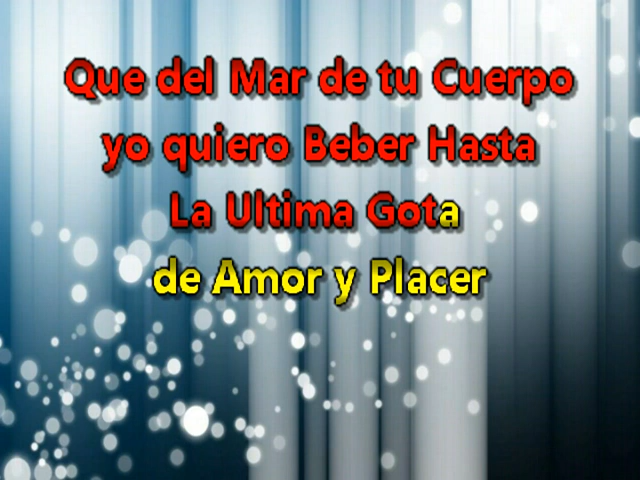 Que del Mar de tu Cuerpo
yo quiero Beber Hasta
La Ultima Gota
de Amor y Placer